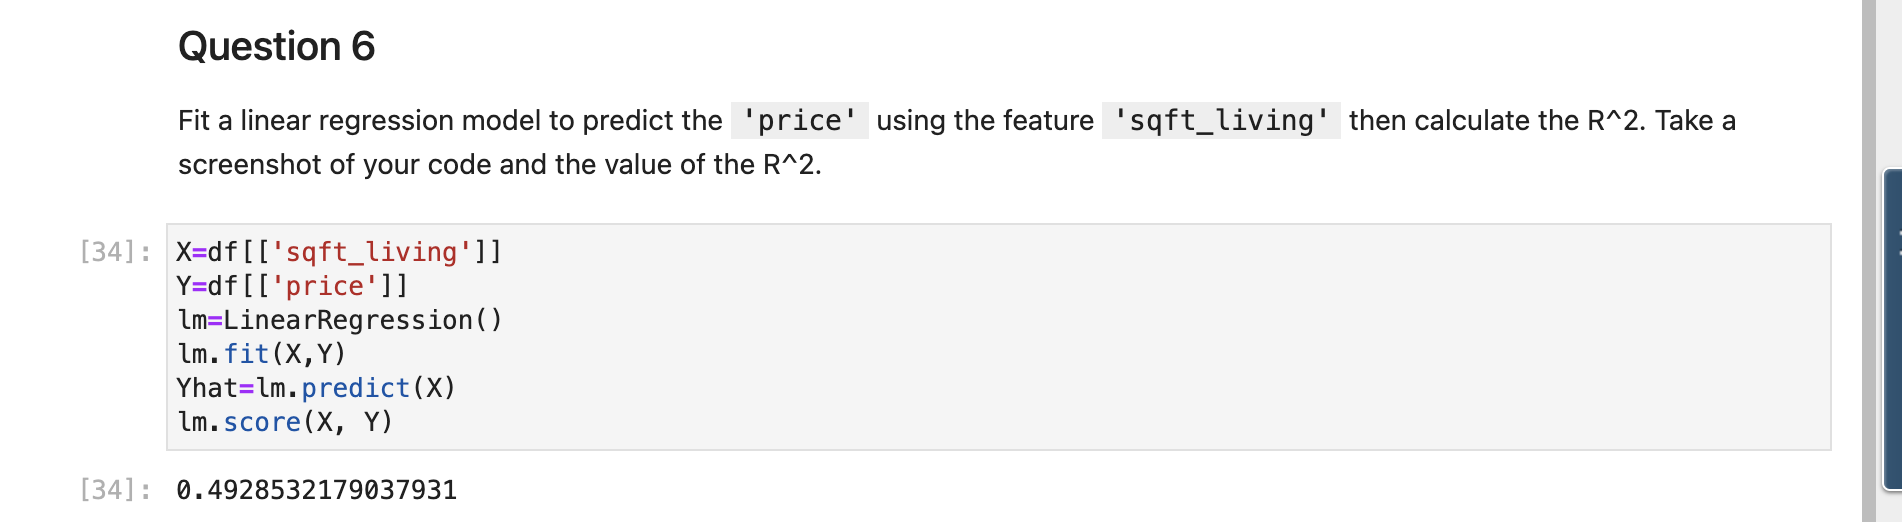 Question 6
Fit a linear regression model to predict the 'price' using the feature 'sqft_living' then calculate the R^2. Take a
screenshot of your code and the value of the R^2.
[34]: X=df[['sqft_living']]
Y=df[['price']]
lm=LinearRegression()
lm.fit(X,Y)
Yhat=lm.predict(X)
lm.score(X, Y)
[34]: 0.4928532179037931